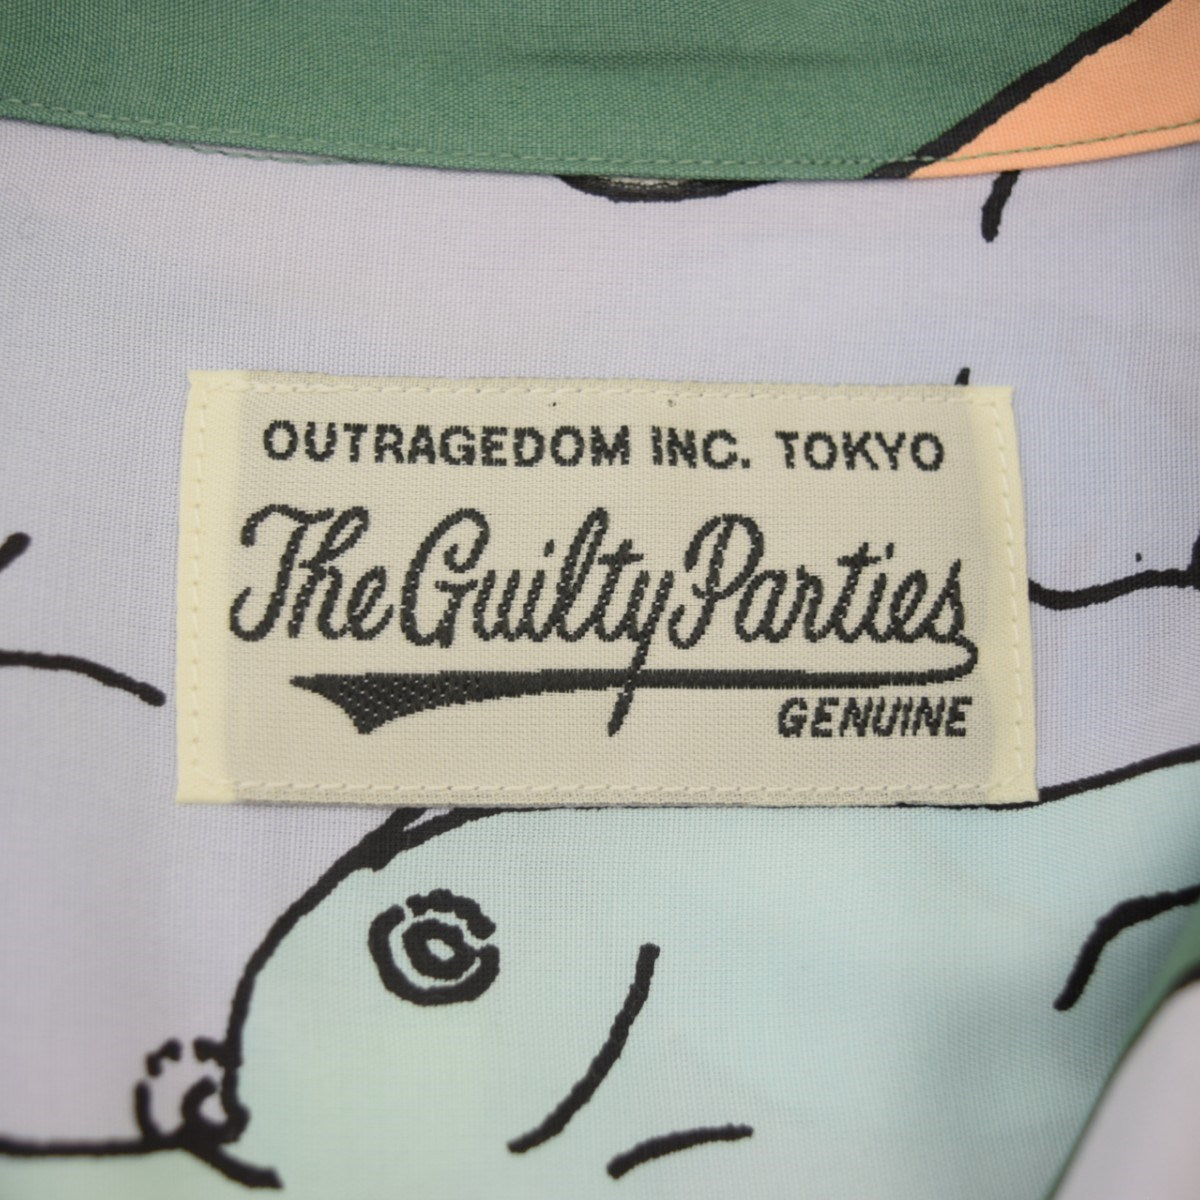 OUTRAGEDOM INC. TOKYO
The Guilty Parties
GENUINE